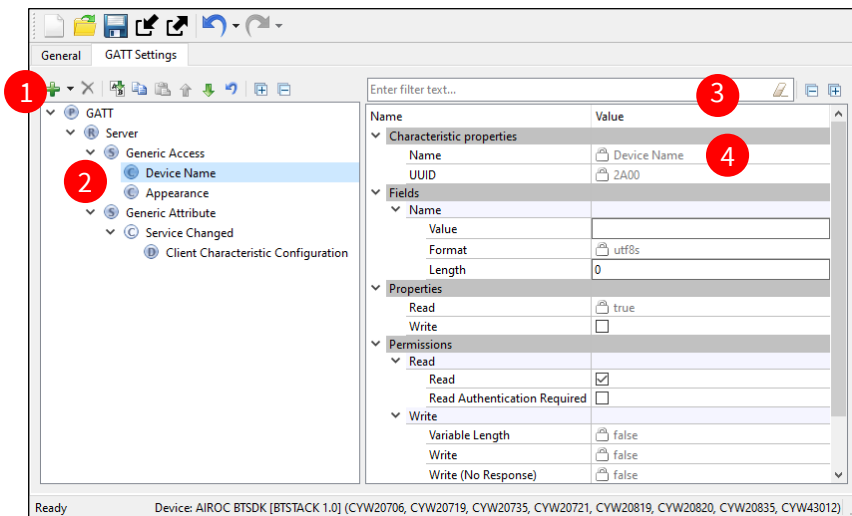 General GATT Settings
1
Enter filter text...
3
GATT
Name Value
Server
Characteristic properties
Generic Access
Name Device Name
4
2
Device Name
UUID 2A00
Appearance
Fields
Generic Attribute
Name
Service Changed
Value
Client Characteristic Configuration
Format utf8s
Length 0
Properties
Read true
Write
Permissions
Read
Read
Read Authentication Required
Write
Variable Length false
Write false
Write (No Response) false
Ready Device: AIROC BTSDK [BTSTACK 1.0] (CYW20706, CYW20719, CYW20735, CYW20721, CYW20819, CYW20820, CYW20835, CYW43012)